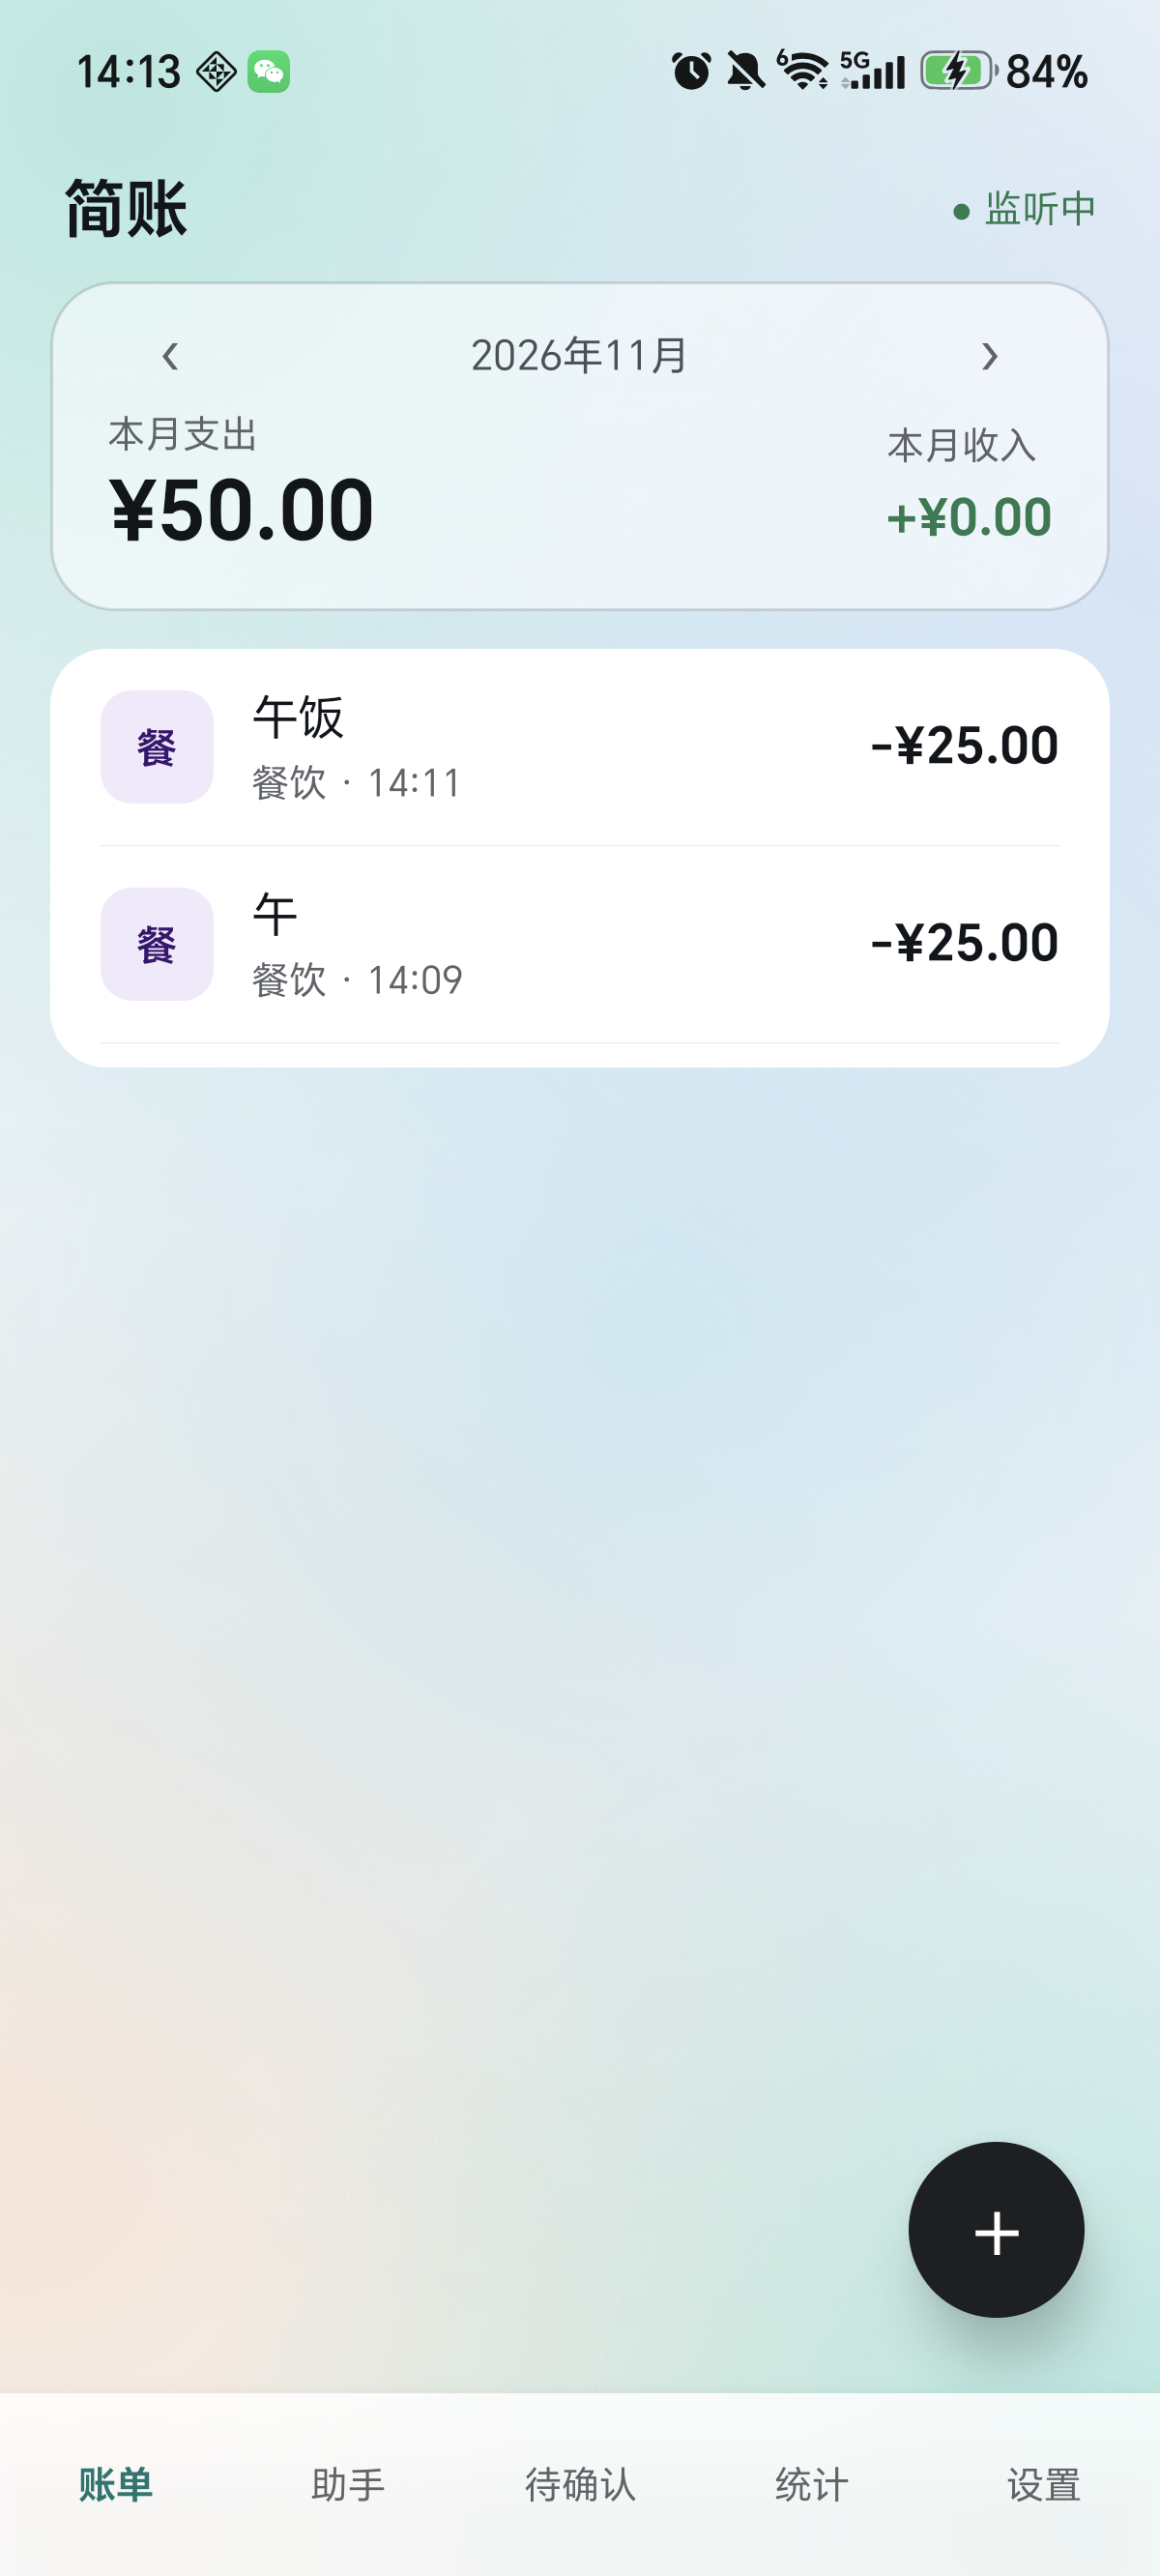 14:13 6 5G 84%
简账
监听中
‹ 2026年11月 ›
本月支出
¥50.00
本月收入
+¥0.00
餐
午饭
餐饮 · 14:11
-¥25.00
餐
午
餐饮 · 14:09
-¥25.00
+
账单 助手 待确认 统计 设置